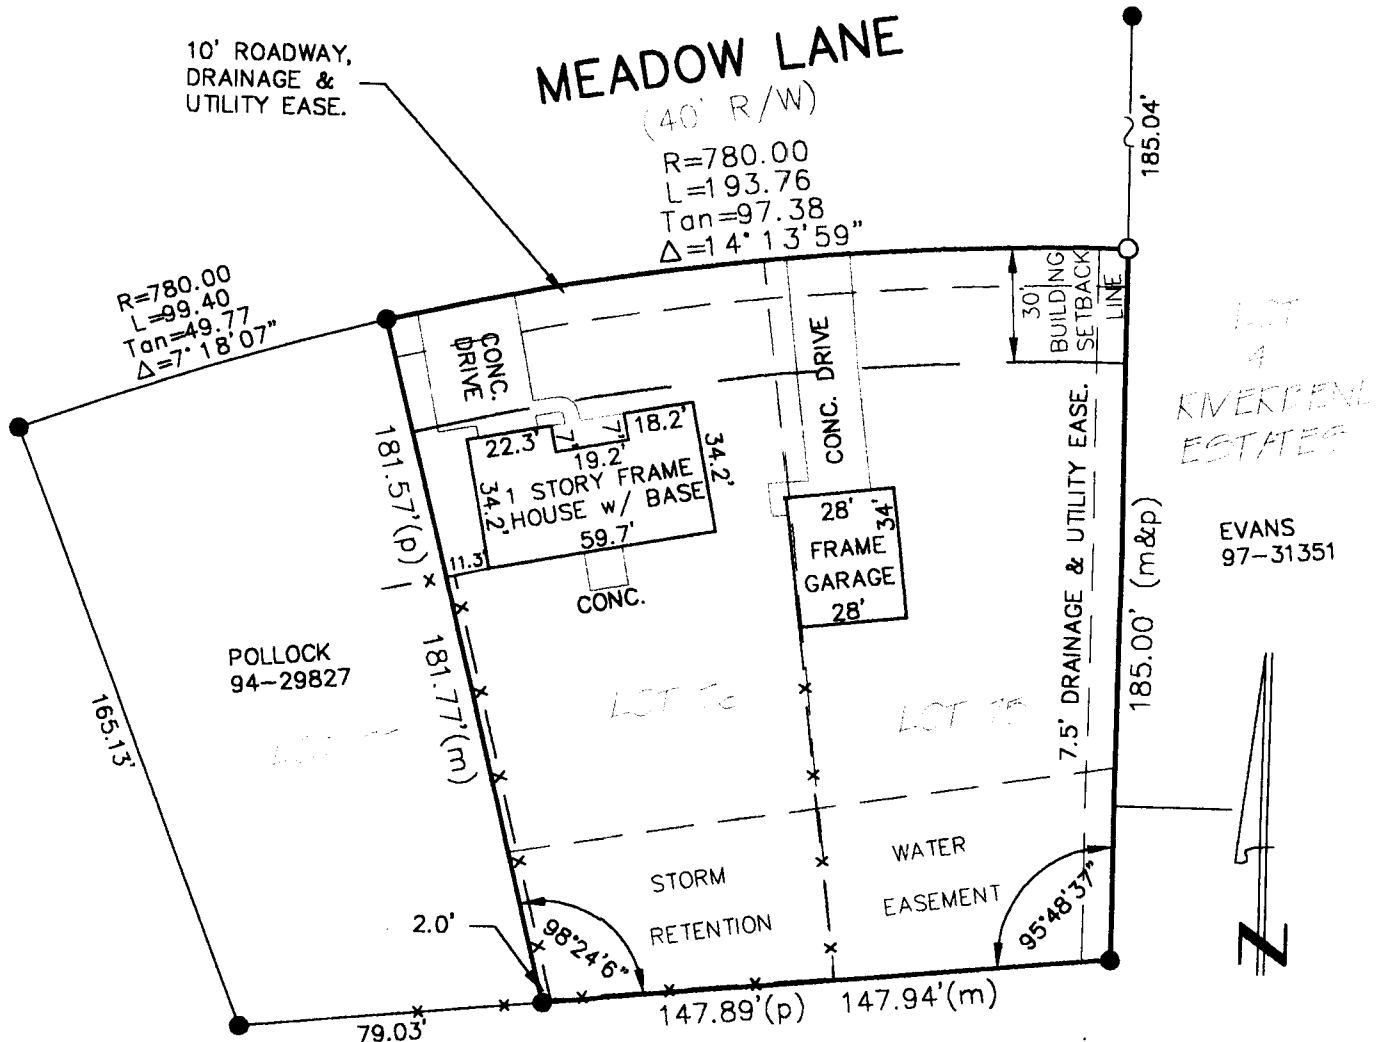 10' ROADWAY,
DRAINAGE &
UTILITY EASE.
MEADOW LANE
(40' R/W)
R=780.00
L=193.76
Tan=97.38
Δ=14°13'59"
185.04'
R=780.00
L=99.40
Tan=49.77
Δ=7°18'07"
CONC.
DRIVE
30'
BUILDING
SETBACK
LINE
LOT
4
ESTATES
EVANS
97-31351
CONC. DRIVE
22.3'
7'
19.2'
7'
18.2'
34.2'
34.2'
1 STORY FRAME
HOUSE w/ BASE
59.7'
11.3'
CONC.
28'
34'
FRAME
GARAGE
28'
181.57'(p)
181.77'(m)
POLLOCK
94-29827
165.13'
7.5' DRAINAGE & UTILITY EASE.
185.00' (m&p)
LOT
LOT
STORM
RETENTION
WATER
EASEMENT
2.0'
98°24'6"
95°48'37"
79.03'
147.89'(p)
147.94'(m)
N